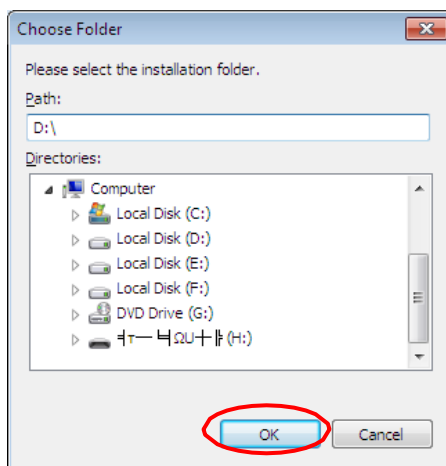 Choose Folder
Please select the installation folder.
Path:
D:\
Directories:
Computer
Local Disk (C:)
Local Disk (D:)
Local Disk (E:)
Local Disk (F:)
DVD Drive (G:)
(H:)
OK
Cancel